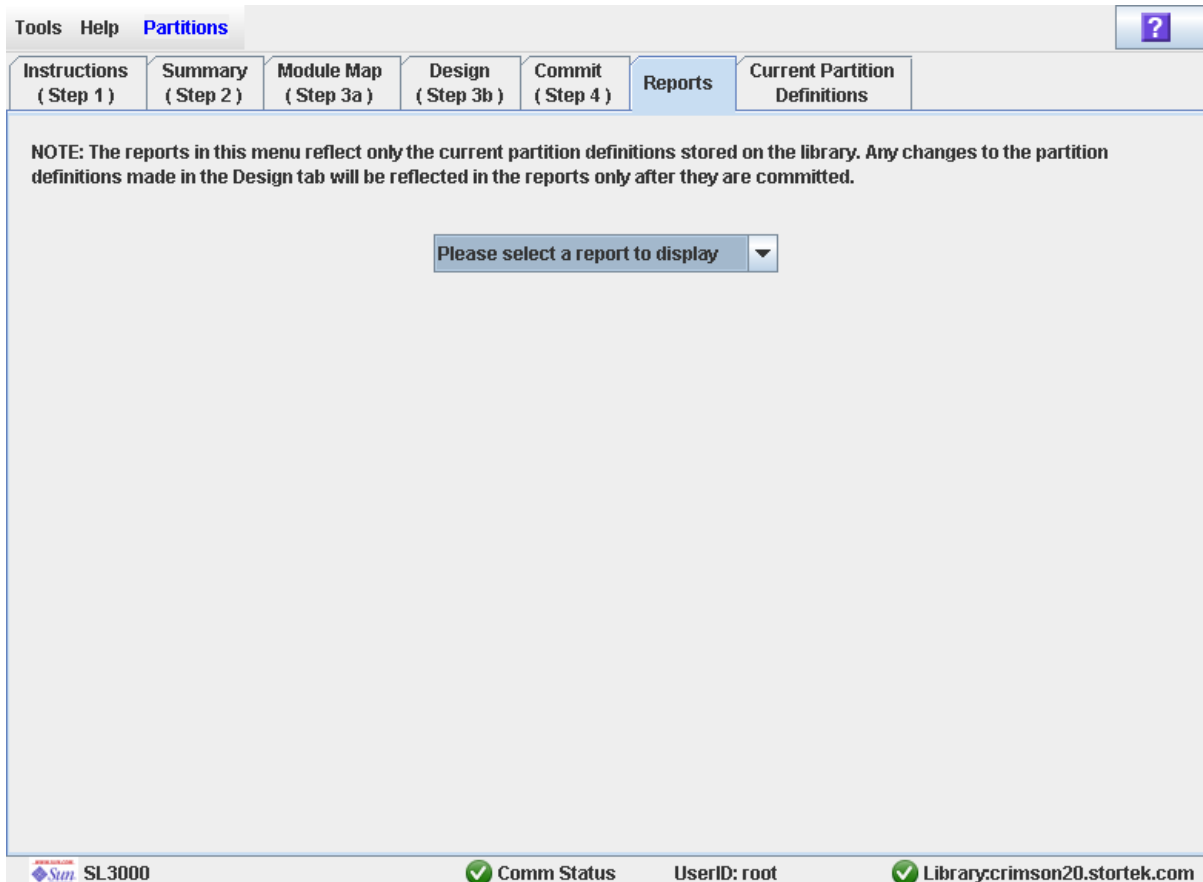 Tools Help Partitions
?
Instructions
( Step 1 )
Summary
( Step 2 )
Module Map
( Step 3a )
Design
( Step 3b )
Commit
( Step 4 )
Reports
Current Partition
Definitions
NOTE: The reports in this menu reflect only the current partition definitions stored on the library. Any changes to the partition
definitions made in the Design tab will be reflected in the reports only after they are committed.
Please select a report to display
Sun SL3000 Comm Status UserID: root Library:crimson20.stortek.com